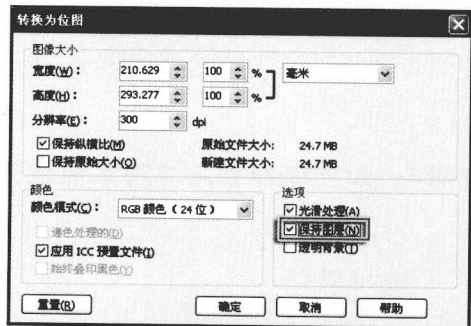 转换为位图
图像大小
宽度(W): 210.629 100 % 毫米
高度(H): 293.277 100 %
分辨率(E): 300 dpi
保持纵横比(M) 原始文件大小: 24.7 MB
保持原始大小(O) 新建文件大小: 24.7 MB
颜色 选项
颜色模式(C): RGB 颜色 (24 位) 光滑处理(A)
递色处理的(D) 保持图层(N)
应用 ICC 预置文件(I) 透明背景(T)
始终叠印黑色(Y)
重置(R) 确定 取消 帮助